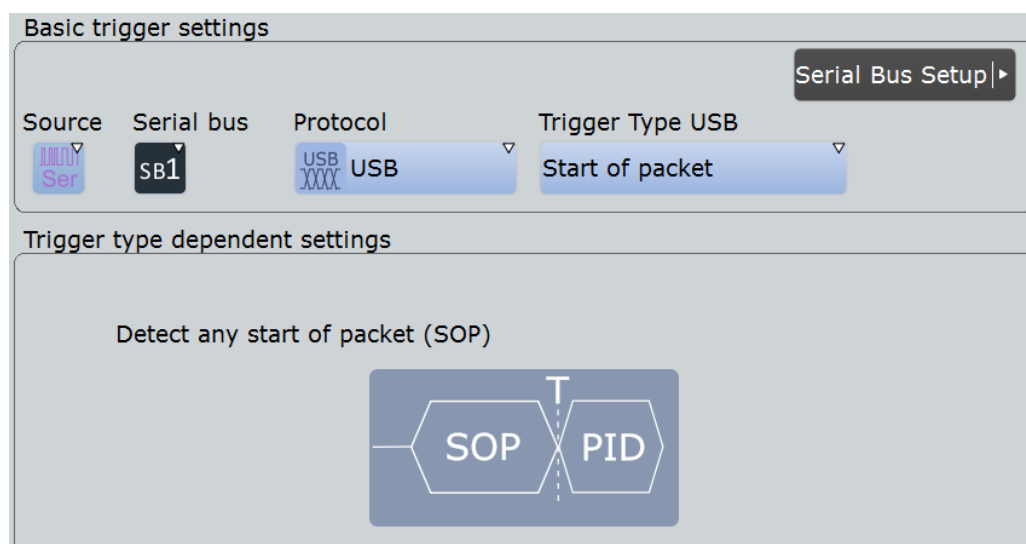 Basic trigger settings
Serial Bus Setup
Source Serial bus Protocol Trigger Type USB
Ser SB1 USB XXXX USB Start of packet
Trigger type dependent settings
Detect any start of packet (SOP)
T
SOP PID